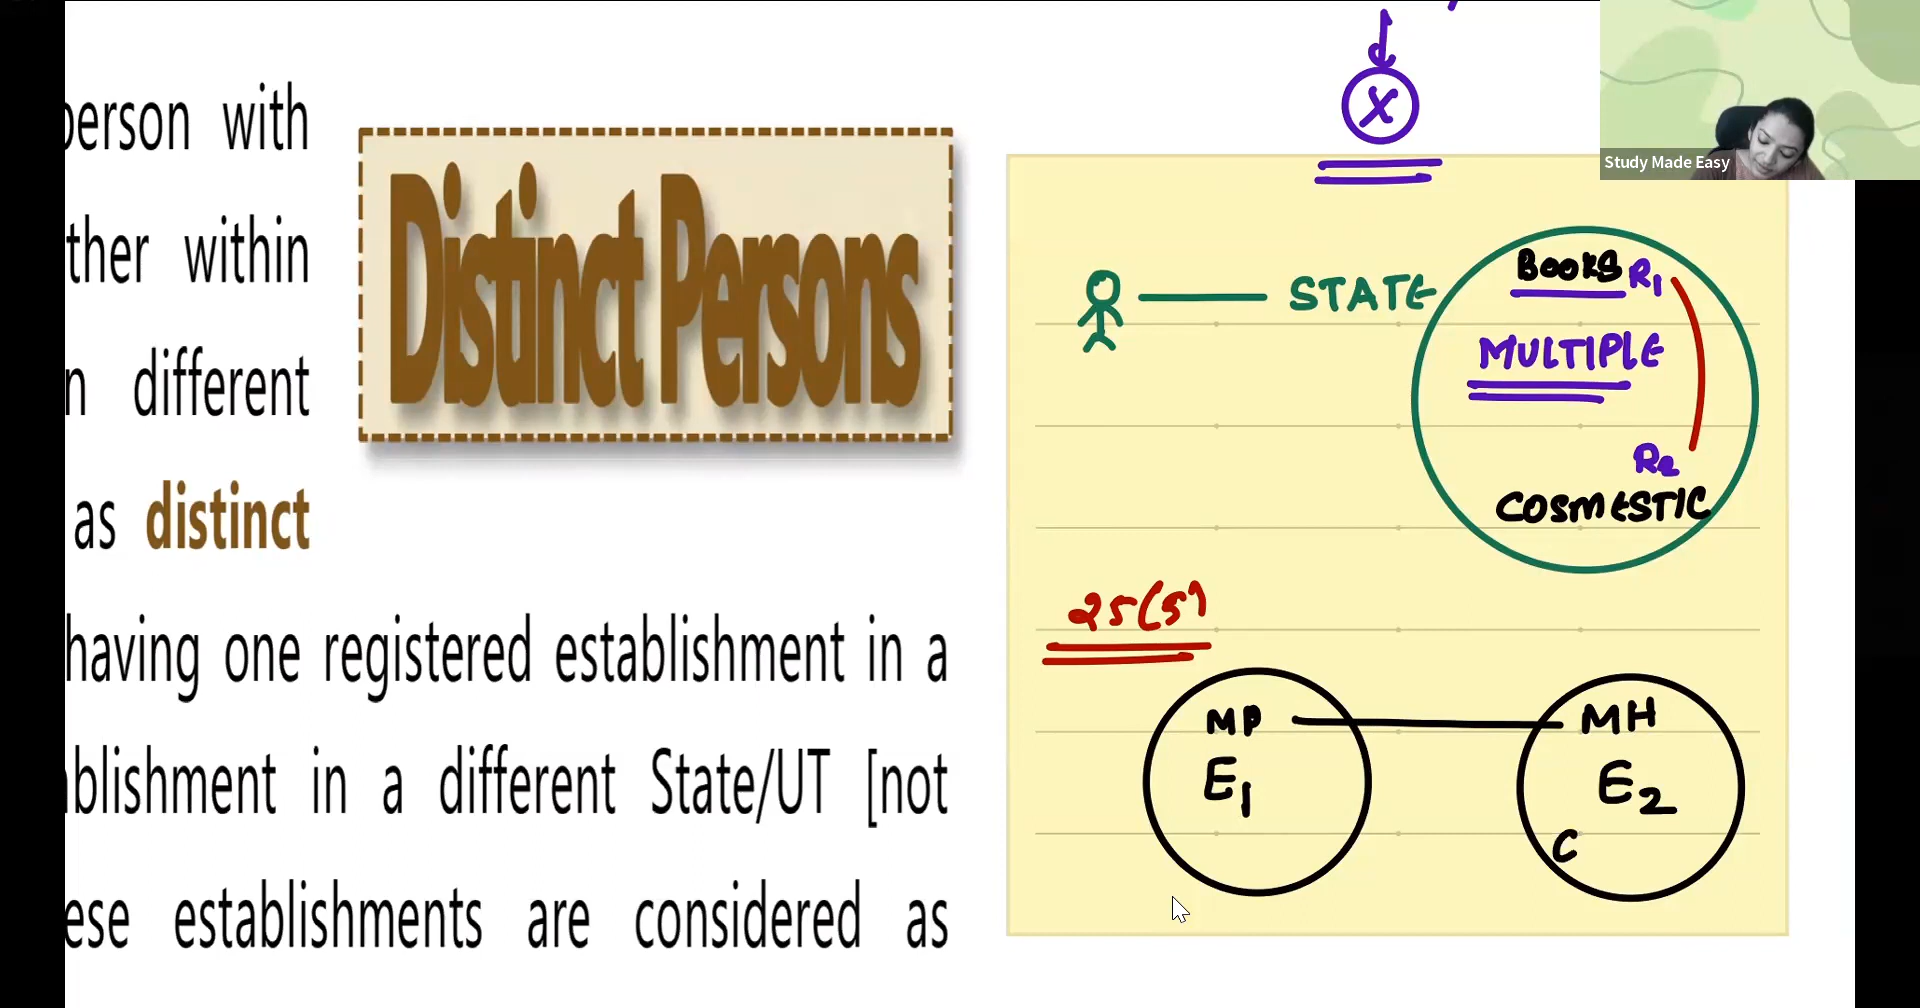 person with
ther within
n different
as distinct
having one registered establishment in a
blishment in a different State/UT [not
ese establishments are considered as
Distinct Persons
X
Study Made Easy
STATE
BOOKS R1
MULTIPLE
R2
COSMESTIC
25(5)
MP
E1
MH
E2
C